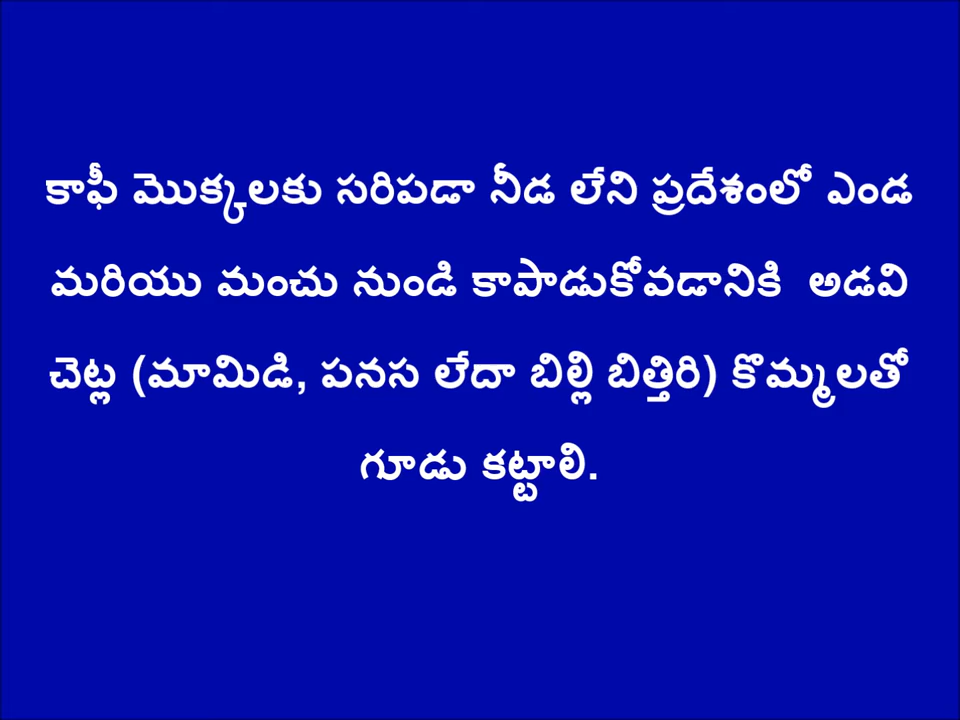 కాఫీ మొక్కలకు సరిపడా నీడ లేని ప్రదేశంలో ఎండ
మరియు మంచు నుండి కాపాడుకోవడానికి అడవి
చెట్ల (మామిడి, పనస లేదా బిల్లి బిత్తిరి) కొమ్మలతో
గూడు కట్టాలి.